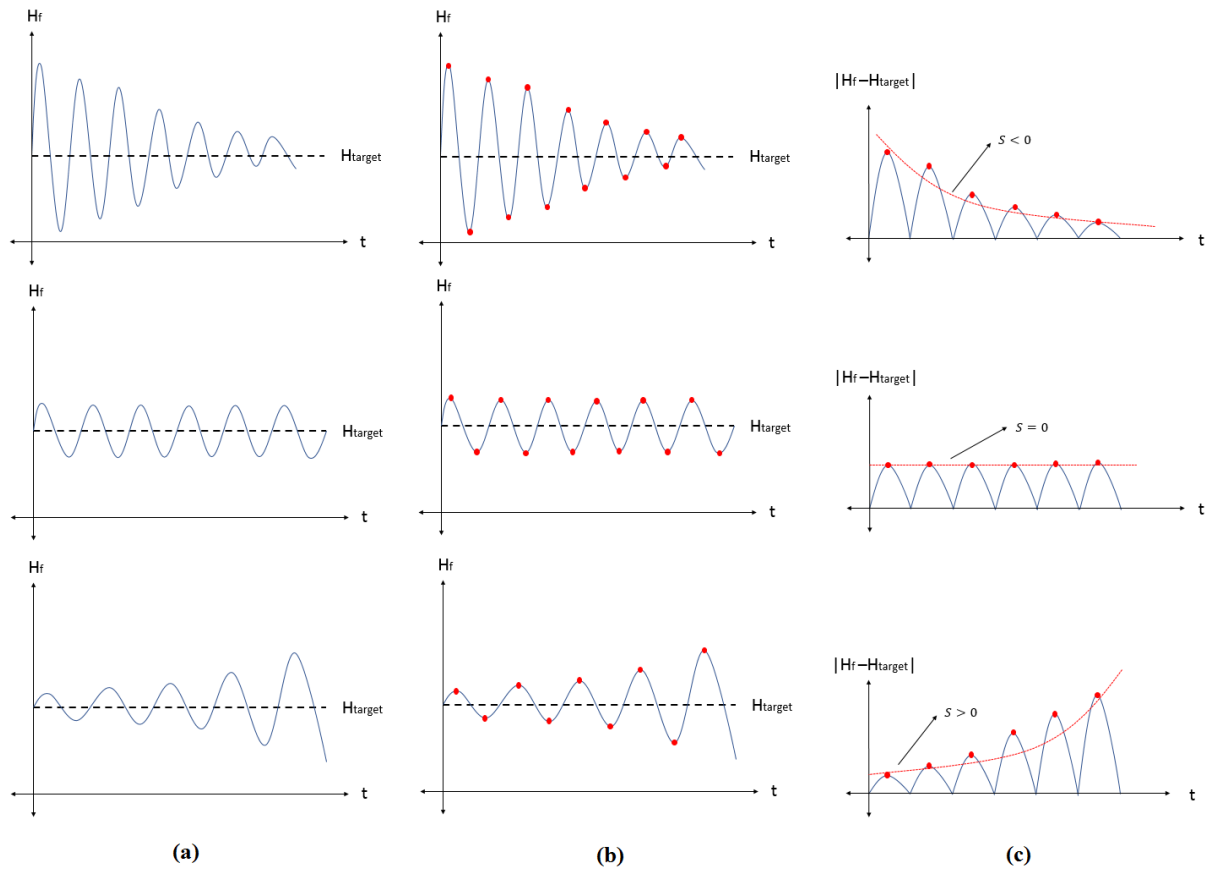 Hf
Htarget
t
Hf
Htarget
t
|Hf –Htarget|
S < 0
t
Hf
Htarget
t
Hf
Htarget
t
|Hf –Htarget|
S = 0
t
Hf
Htarget
t
Hf
Htarget
t
|Hf –Htarget|
S > 0
t
(a)
(b)
(c)